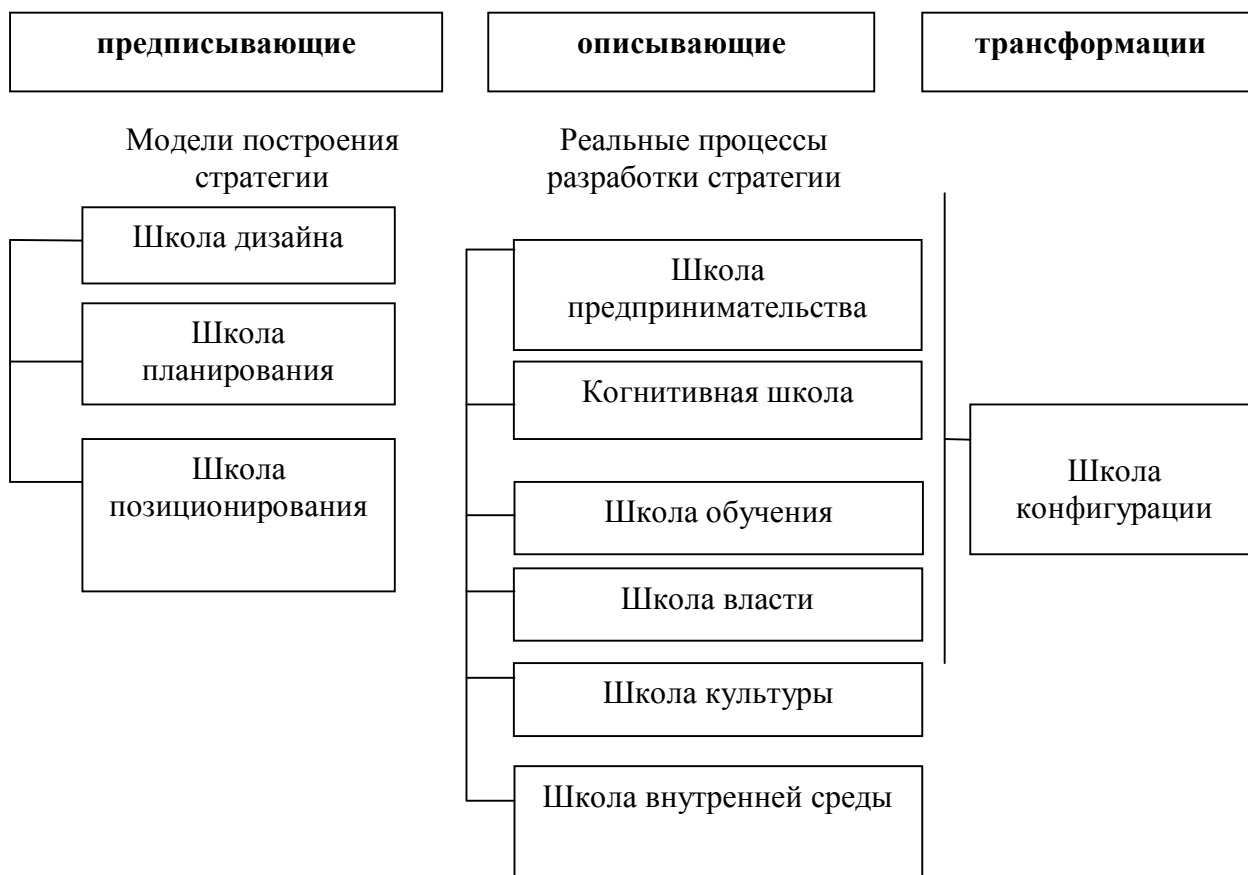 предписывающие
описывающие
трансформации
Модели построения
стратегии
Школа дизайна
Школа
планирования
Школа
позиционирования
Реальные процессы
разработки стратегии
Школа
предпринимательства
Когнитивная школа
Школа обучения
Школа власти
Школа культуры
Школа внутренней среды
Школа
конфигурации